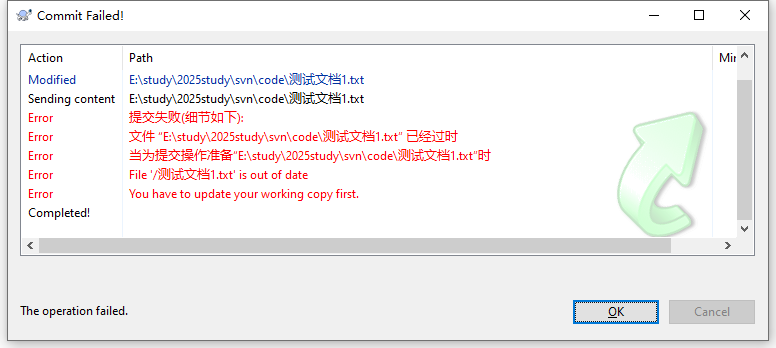 Commit Failed!
Action Path Min
Modified E:\study\2025study\svn\code\测试文档1.txt
Sending content E:\study\2025study\svn\code\测试文档1.txt
Error 提交失败(细节如下):
Error 文件 “E:\study\2025study\svn\code\测试文档1.txt” 已经过时
Error 当为提交操作准备“E:\study\2025study\svn\code\测试文档1.txt”时
Error File '/测试文档1.txt' is out of date
Error You have to update your working copy first.
Completed!
The operation failed.
OK Cancel